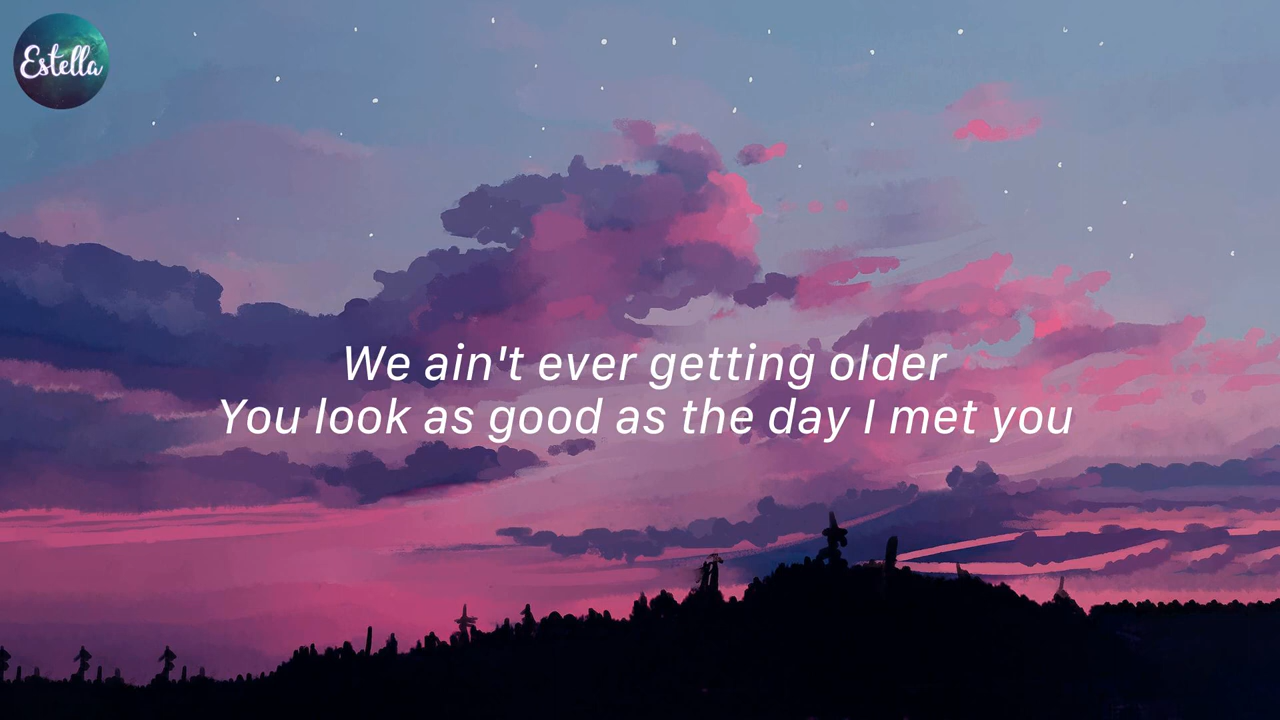 Estella
We ain't ever getting older
You look as good as the day I met you